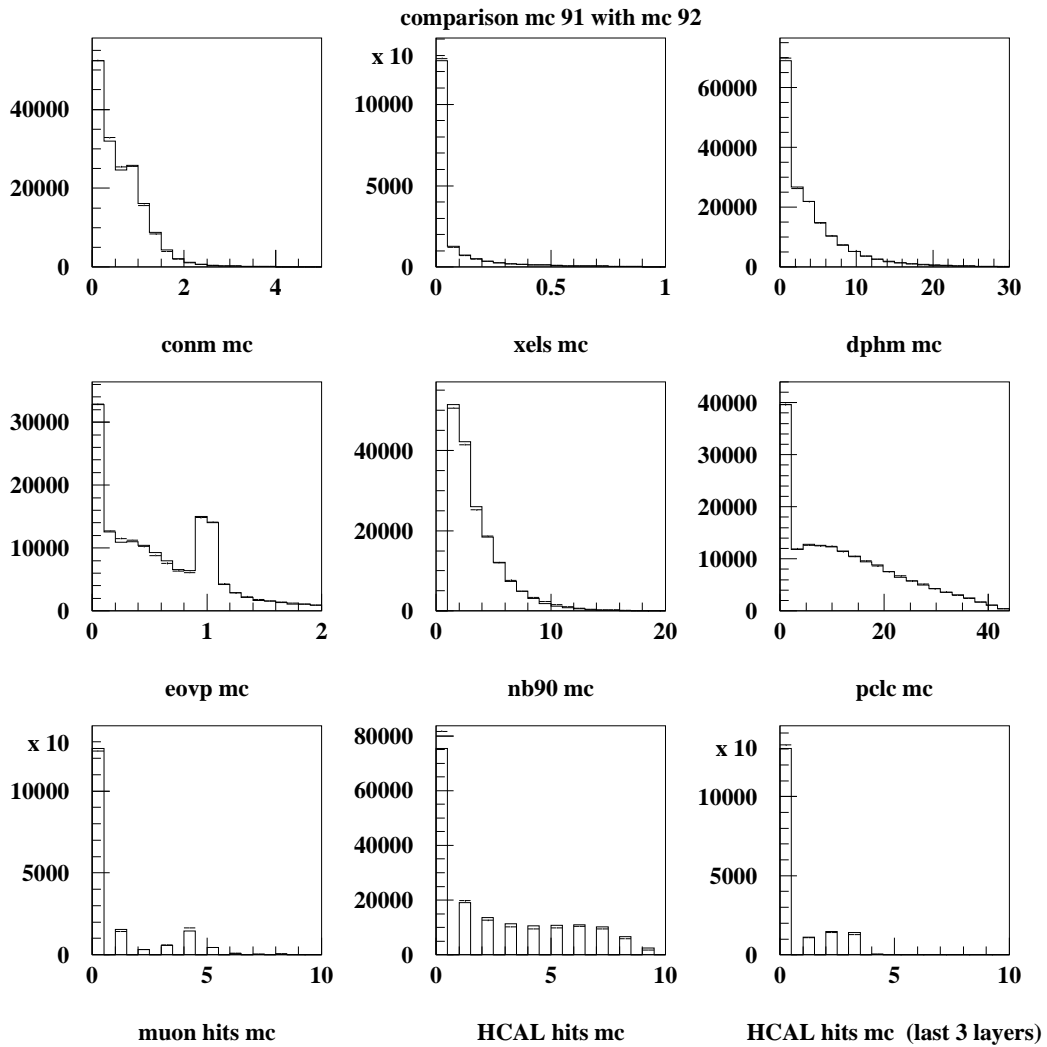 comparison mc 91 with mc 92
40000
20000
0
0 2 4
conm mc
x 10
10000
5000
0
0 0.5 1
xels mc
60000
40000
20000
0
0 10 20 30
dphm mc
30000
20000
10000
0
0 1 2
eovp mc
40000
20000
0
0 10 20
nb90 mc
40000
30000
20000
10000
0
0 20 40
pclc mc
x 10
10000
5000
0
0 5 10
muon hits mc
80000
60000
40000
20000
0
0 5 10
HCAL hits mc
x 10
10000
5000
0
0 5 10
HCAL hits mc (last 3 layers)